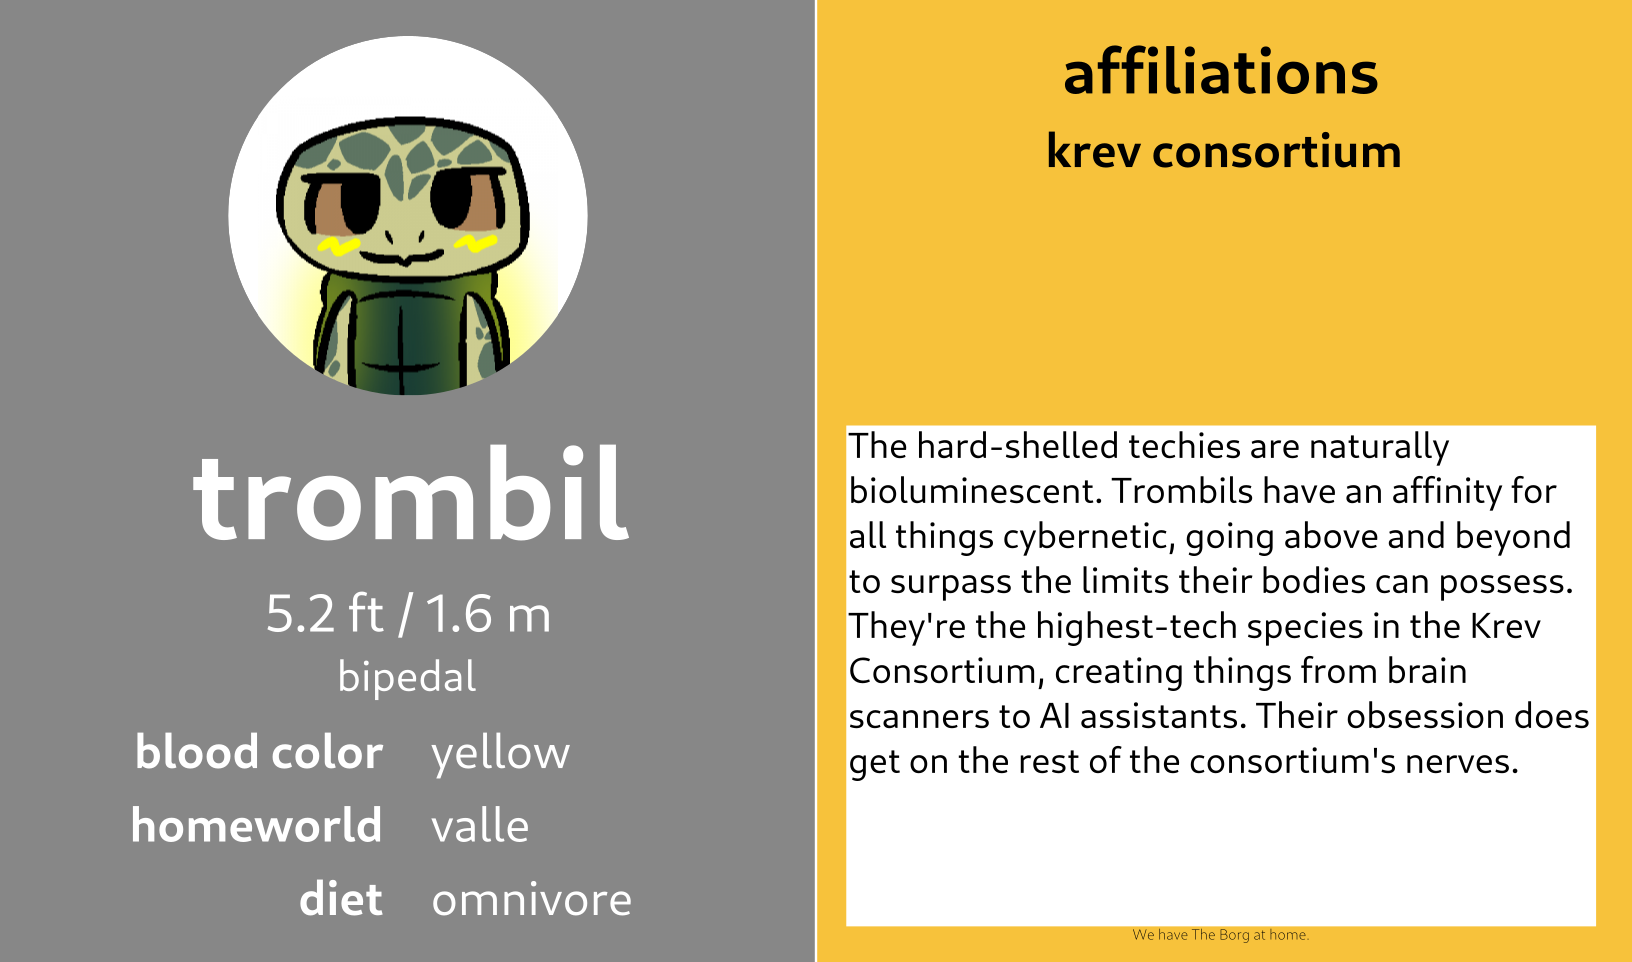 trombil
5.2 ft / 1.6 m
bipedal
blood color yellow
homeworld valle
diet omnivore
affiliations
krev consortium
The hard-shelled techies are naturally
bioluminescent. Trombils have an affinity for
all things cybernetic, going above and beyond
to surpass the limits their bodies can possess.
They're the highest-tech species in the Krev
Consortium, creating things from brain
scanners to AI assistants. Their obsession does
get on the rest of the consortium's nerves.
We have The Borg at home.